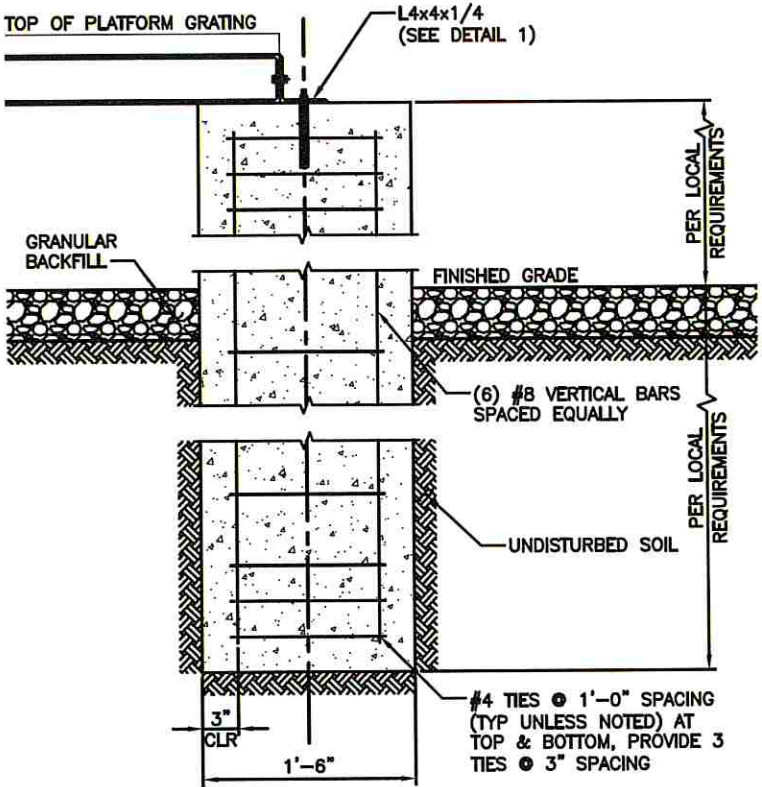 TOP OF PLATFORM GRATING
L4x4x1/4
(SEE DETAIL 1)
PER LOCAL
REQUIREMENTS
GRANULAR
BACKFILL
FINISHED GRADE
(6) #8 VERTICAL BARS
SPACED EQUALLY
PER LOCAL
REQUIREMENTS
UNDISTURBED SOIL
#4 TIES @ 1'-0" SPACING
(TYP UNLESS NOTED) AT
TOP & BOTTOM, PROVIDE 3
TIES @ 3" SPACING
3"
CLR
1'-6"